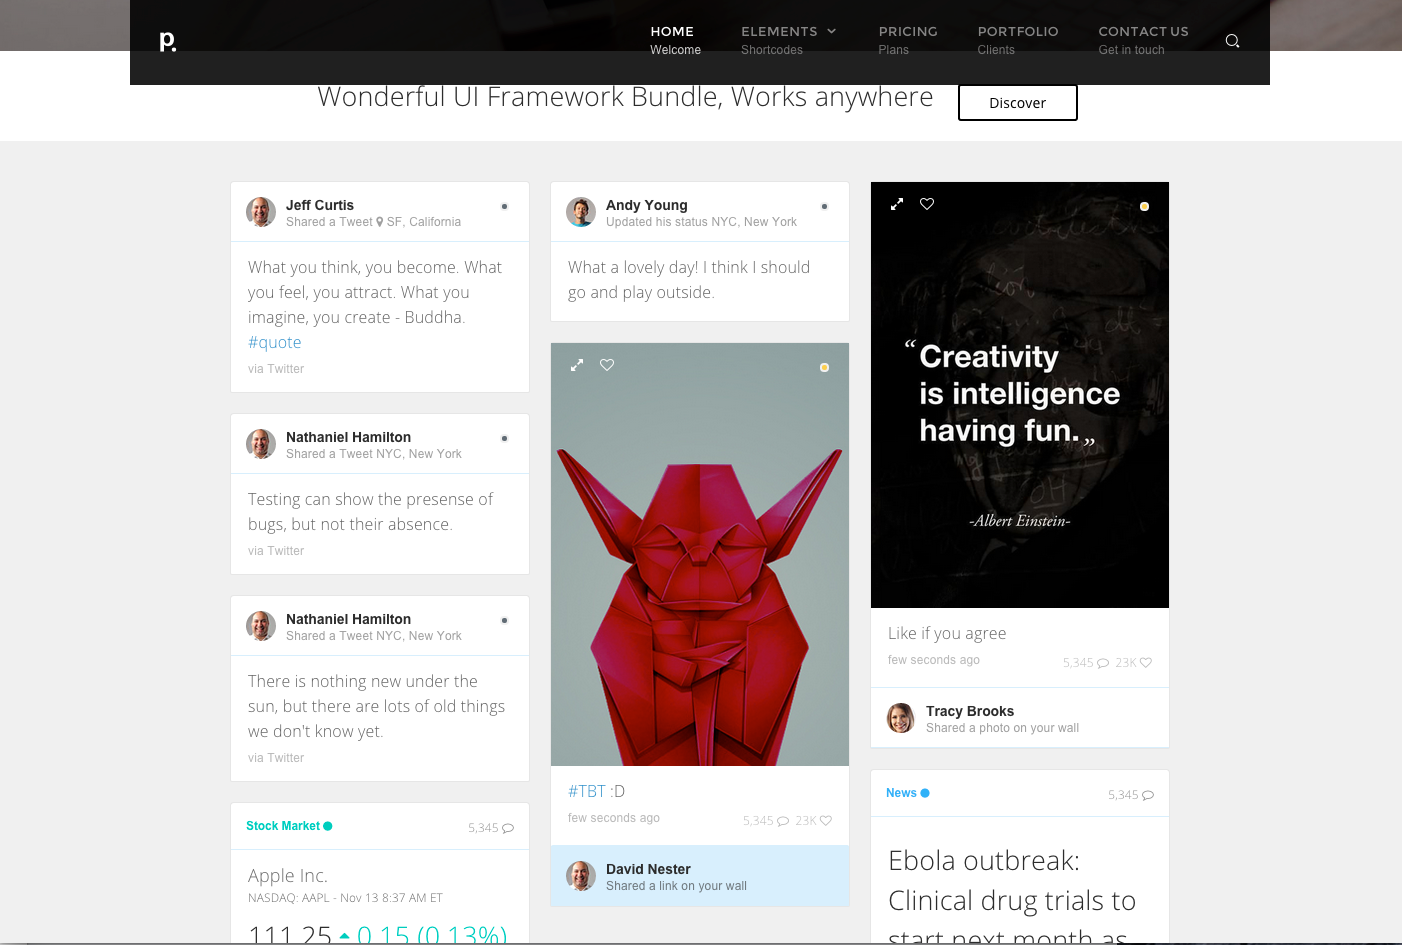 p.
HOME ELEMENTS PRICING PORTFOLIO CONTACT US
Welcome Shortcodes Plans Clients Get in touch
Wonderful UI Framework Bundle, Works anywhere
Discover
Jeff Curtis
Shared a Tweet SF, California
What you think, you become. What
you feel, you attract. What you
imagine, you create - Buddha.
#quote
via Twitter
Nathaniel Hamilton
Shared a Tweet NYC, New York
Testing can show the presense of
bugs, but not their absence.
via Twitter
Nathaniel Hamilton
Shared a Tweet NYC, New York
There is nothing new under the
sun, but there are lots of old things
we don't know yet.
via Twitter
Stock Market
5,345
Apple Inc.
NASDAQ: AAPL - Nov 13 8:37 AM ET
111.25 0.15 (0.13%)
Andy Young
Updated his status NYC, New York
What a lovely day! I think I should
go and play outside.
#TBT :D
few seconds ago
5,345 23K
David Nester
Shared a link on your wall
“Creativity
is intelligence
having fun.”
-Albert Einstein-
Like if you agree
few seconds ago
5,345 23K
Tracy Brooks
Shared a photo on your wall
News
5,345
Ebola outbreak:
Clinical drug trials to
start next month as